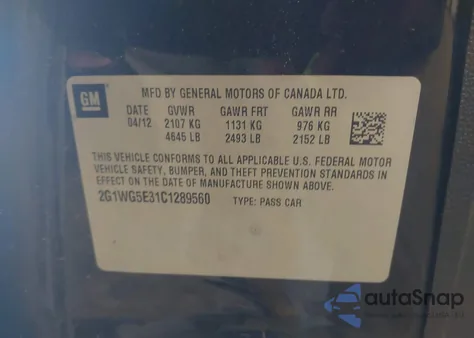 GM
MFD BY GENERAL MOTORS OF CANADA LTD.
DATE GVWR GAWR FRT GAWR RR
04/12 2107 KG 1131 KG 976 KG
4645 LB 2493 LB 2152 LB
THIS VEHICLE CONFORMS TO ALL APPLICABLE U.S. FEDERAL MOTOR
VEHICLE SAFETY, BUMPER, AND THEFT PREVENTION STANDARDS
IN EFFECT ON THE DATE OF MANUFACTURE SHOWN ABOVE.
2G1WG5E31C1289560 TYPE: PASS CAR
autaSnap